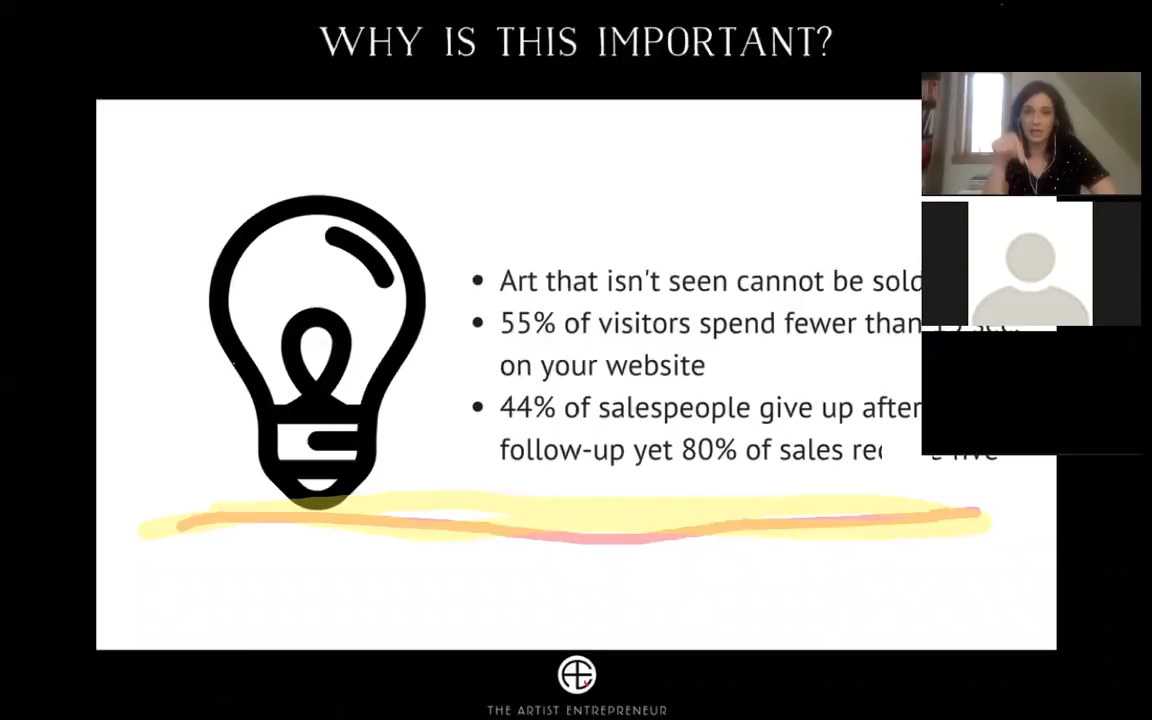 WHY IS THIS IMPORTANT?
Art that isn't seen cannot be sold
55% of visitors spend fewer than
on your website
44% of salespeople give up after
follow-up yet 80% of sales
THE ARTIST ENTREPRENEUR